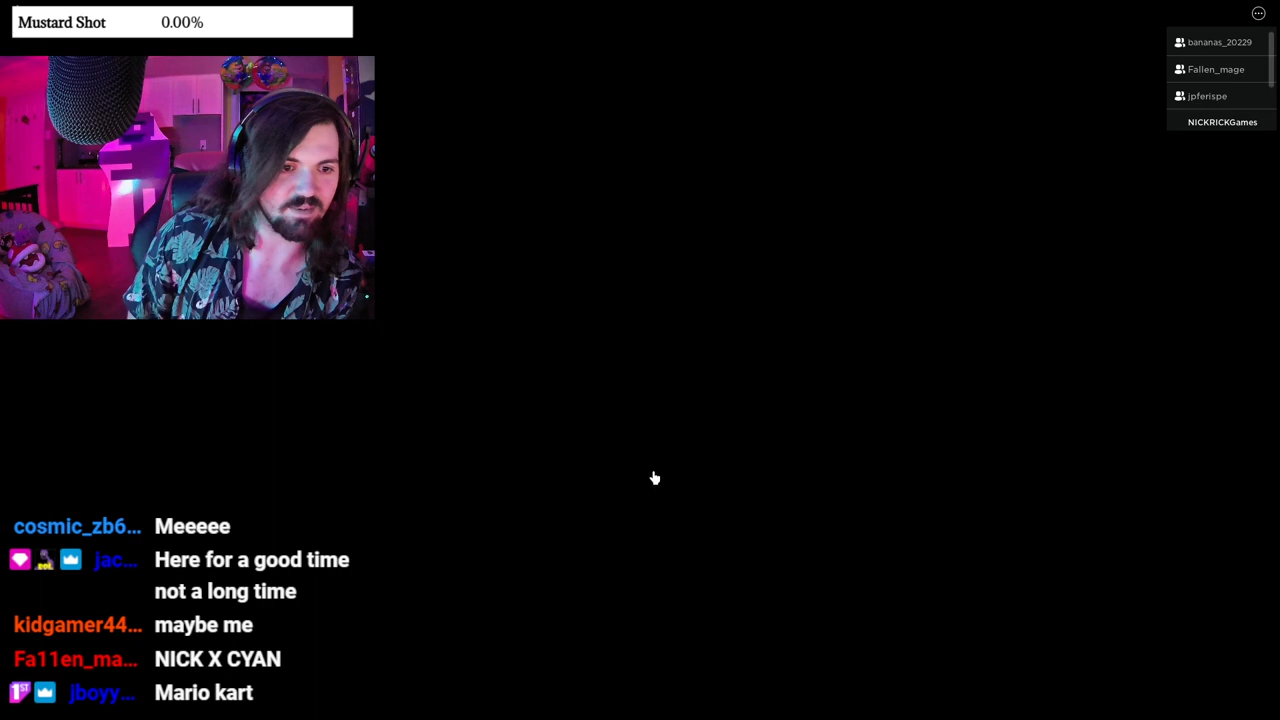 Mustard Shot 0.00%
bananas_20229
Fallen_mage
jpferispe
NICKRICKGames
cosmic_zb6... Meeeee
jac... Here for a good time
not a long time
kidgamer44... maybe me
Fa11en_ma... NICK X CYAN
1ST jboyy... Mario kart